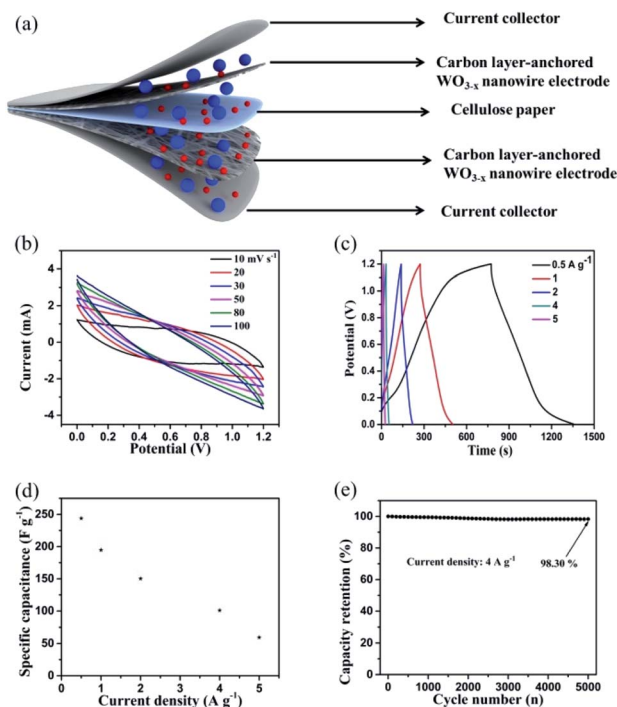 (a)
Current collector
Carbon layer-anchored
WO3-x nanowire electrode
Cellulose paper
Carbon layer-anchored
WO3-x nanowire electrode
Current collector
(b)
10 mV s-1
20
30
50
80
100
4
2
0
-2
-4
Current (mA)
0.0 0.2 0.4 0.6 0.8 1.0 1.2
Potential (V)
(c)
0.5 A g-1
1
2
4
5
1.2
1.0
0.8
0.6
0.4
0.2
0.0
Potential (V)
0 300 600 900 1200 1500
Time (s)
(d)
250
200
150
100
50
0
Specific capacitance (F g-1)
0 1 2 3 4 5
Current density (A g-1)
(e)
120
100
80
60
40
20
0
Capacity retention (%)
Current density: 4 A g-1
98.30 %
0 1000 2000 3000 4000 5000
Cycle number (n)